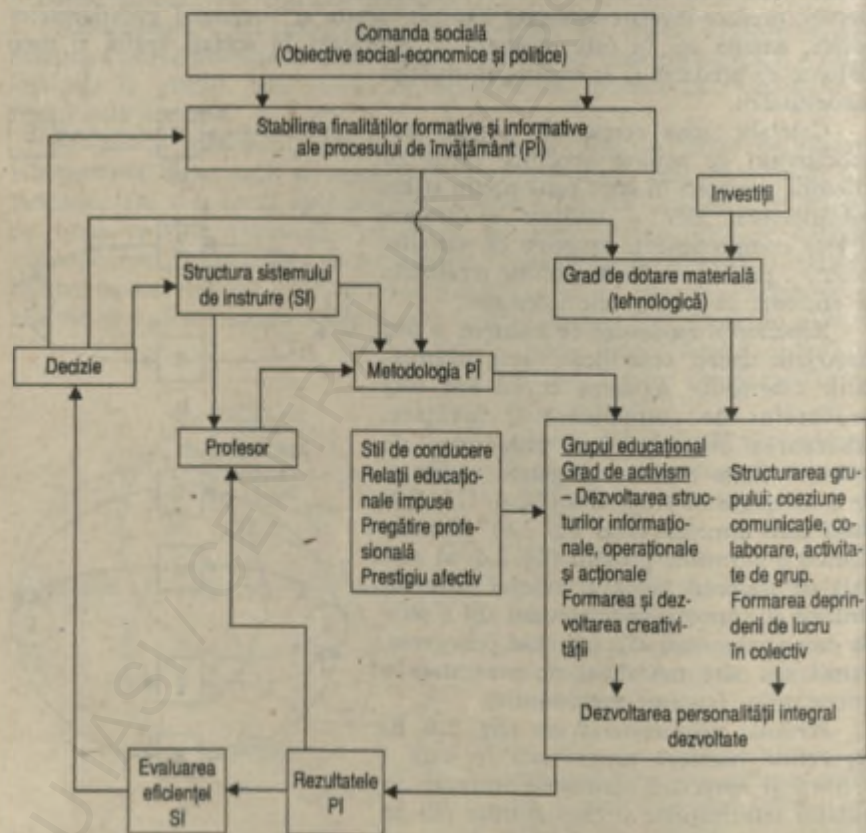 Comanda socială
(Obiective social-economice și politice)
Stabilirea finalităților formative și informative
ale procesului de învățământ (PÎ)
Investiții
Structura sistemului
de instruire (SI)
Grad de dotare materială
(tehnologică)
Decizie
Metodologia PÎ
Profesor
Stil de conducere
Relații educațio-
nale impuse
Pregătire profe-
sională
Prestigiu afectiv
Grupul educațional
Grad de activism
– Dezvoltarea struc-
turilor informațio-
nale, operaționale
și acționale
Formarea și dez-
voltarea creativi-
tății
Structurarea gru-
pului: coeziune
comunicație, co-
laborare, activita-
te de grup.
Formarea deprin-
derii de lucru
în colectiv
Dezvoltarea personalității integral
dezvoltate
Evaluarea
eficienței
SI
Rezultatele
PI
IASI / CENTRAL UNIVER